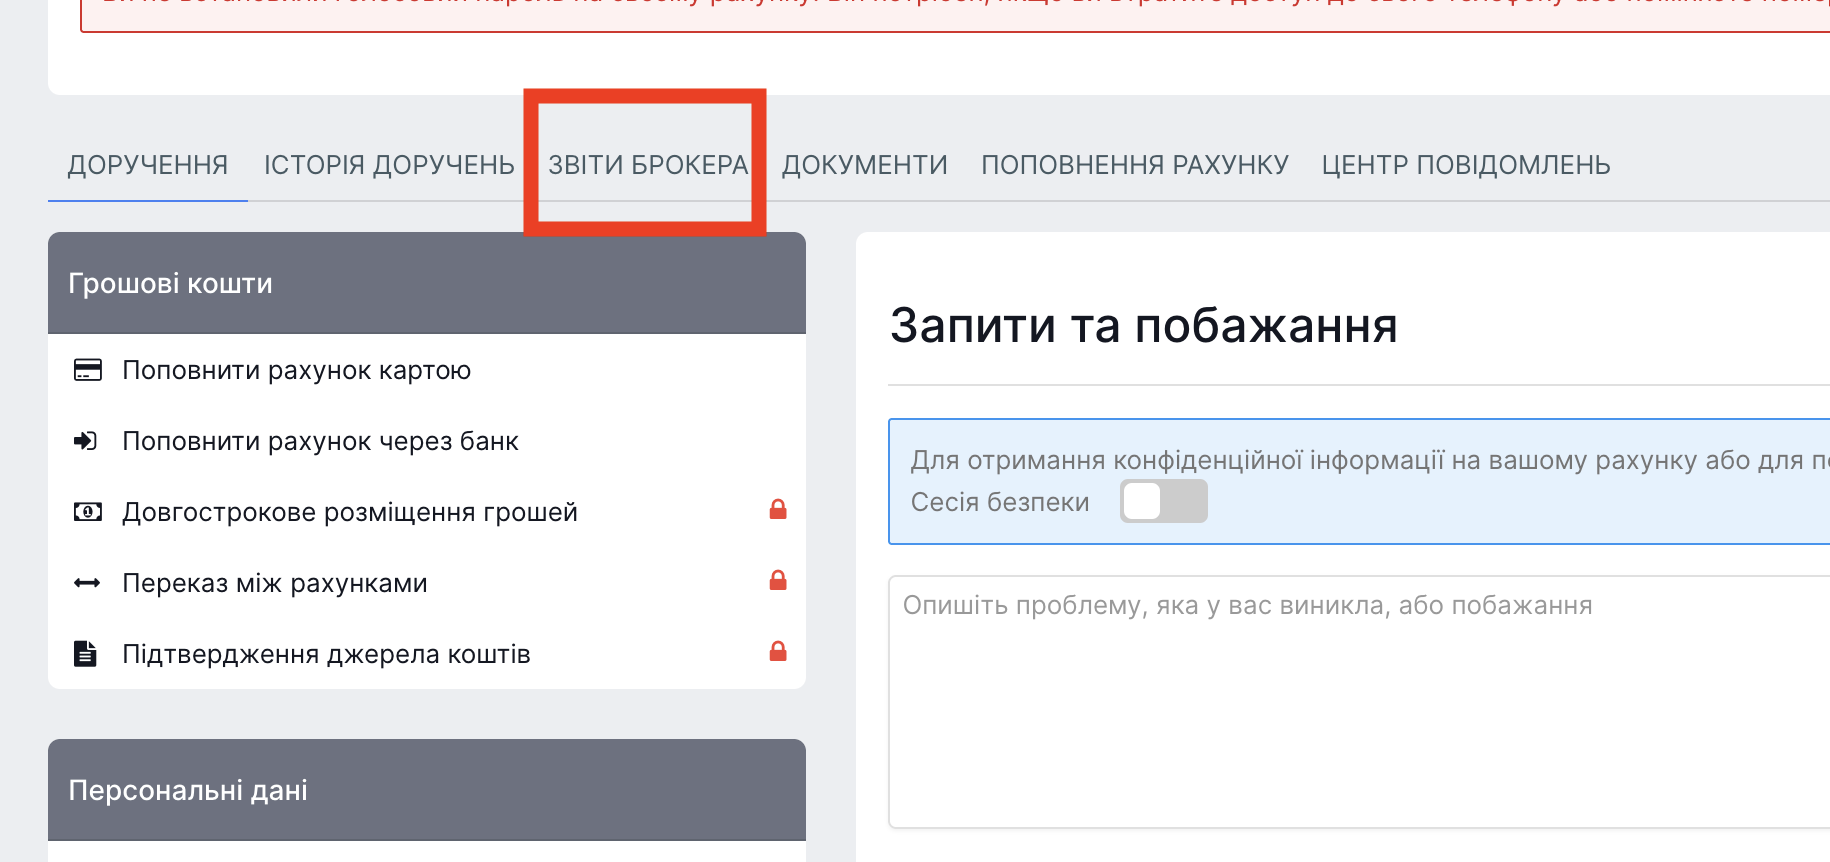 ДОРУЧЕННЯ ІСТОРІЯ ДОРУЧЕНЬ ЗВІТИ БРОКЕРА ДОКУМЕНТИ ПОПОВНЕННЯ РАХУНКУ ЦЕНТР ПОВІДОМЛЕНЬ
Грошові кошти
Поповнити рахунок картою
Поповнити рахунок через банк
Довгострокове розміщення грошей
Переказ між рахунками
Підтвердження джерела коштів
Персональні дані
Запити та побажання
Для отримання конфіденційної інформації на вашому рахунку або для
Сесія безпеки
Опишіть проблему, яка у вас виникла, або побажання